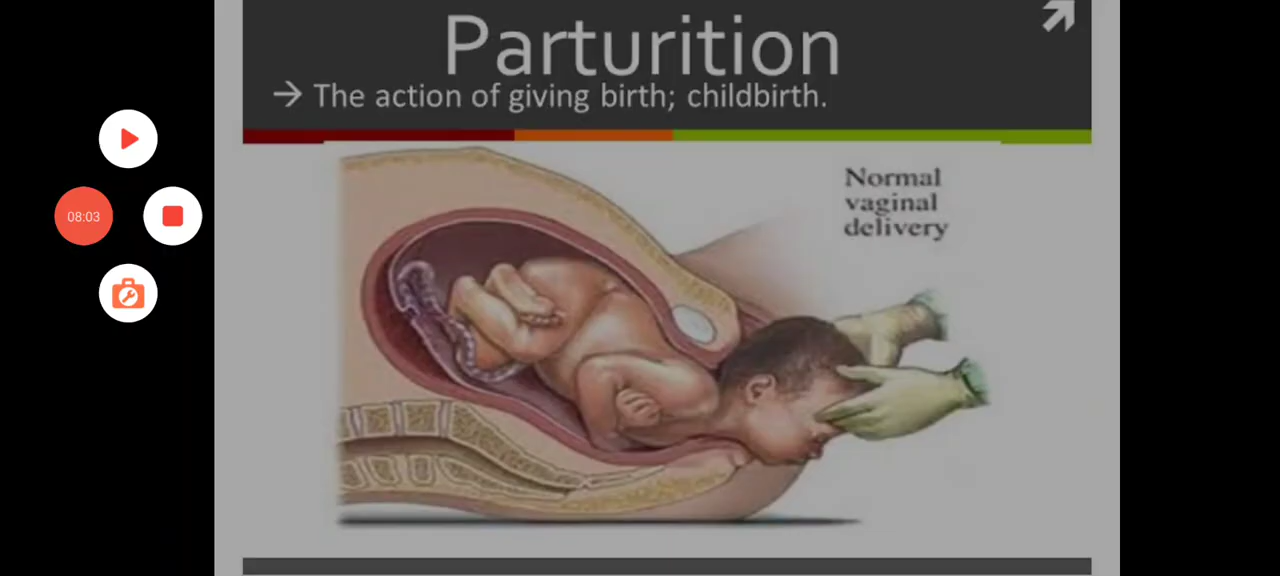 Parturition
→ The action of giving birth; childbirth.
Normal
vaginal
delivery
08:03